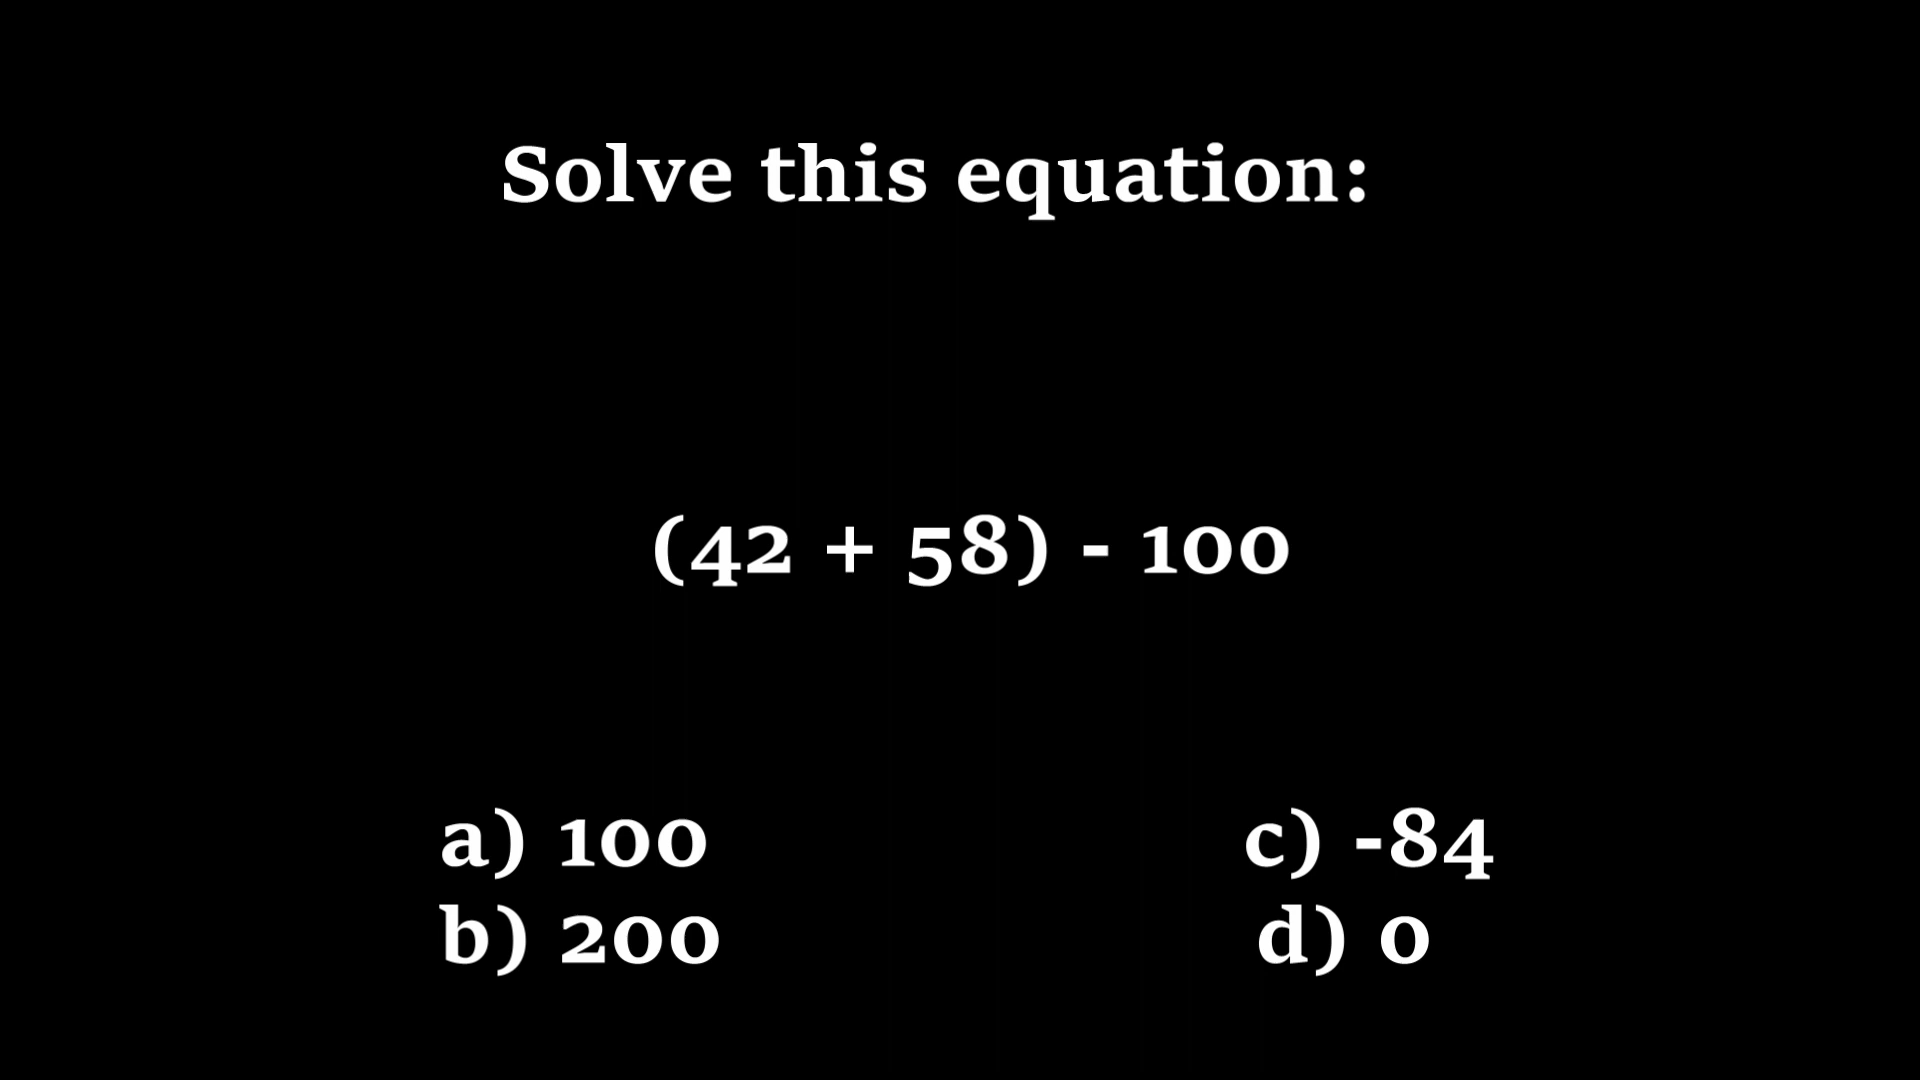 Solve this equation:
(42 + 58) - 100
a) 100
b) 200
c) -84
d) 0